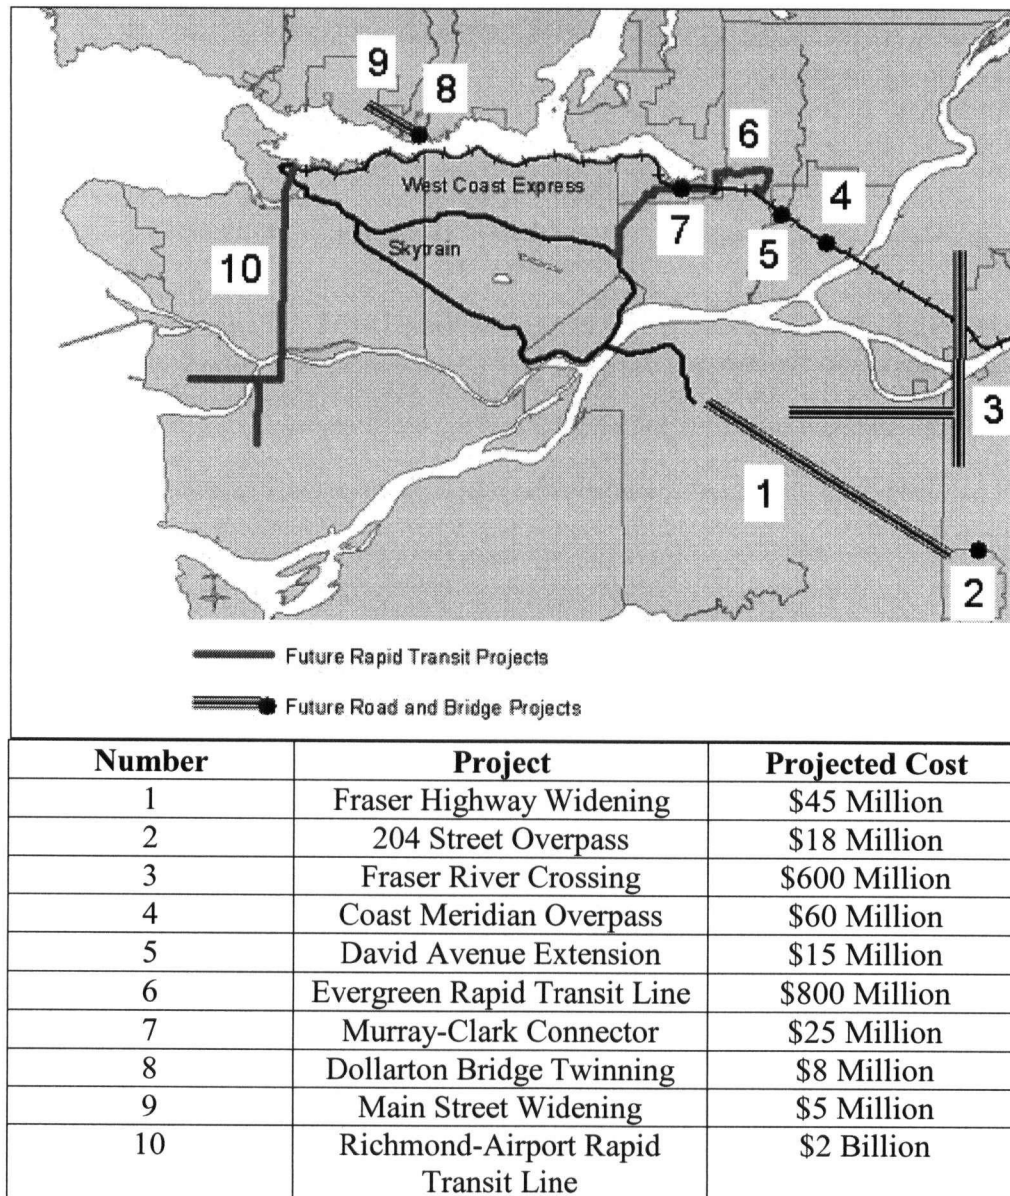 9
8
6
West Coast Express
4
7
Skytrain
5
10
3
1
2
Future Rapid Transit Projects
Future Road and Bridge Projects
Number Project Projected Cost
1 Fraser Highway Widening $45 Million
2 204 Street Overpass $18 Million
3 Fraser River Crossing $600 Million
4 Coast Meridian Overpass $60 Million
5 David Avenue Extension $15 Million
6 Evergreen Rapid Transit Line $800 Million
7 Murray-Clark Connector $25 Million
8 Dollarton Bridge Twinning $8 Million
9 Main Street Widening $5 Million
10 Richmond-Airport Rapid $2 Billion
Transit Line